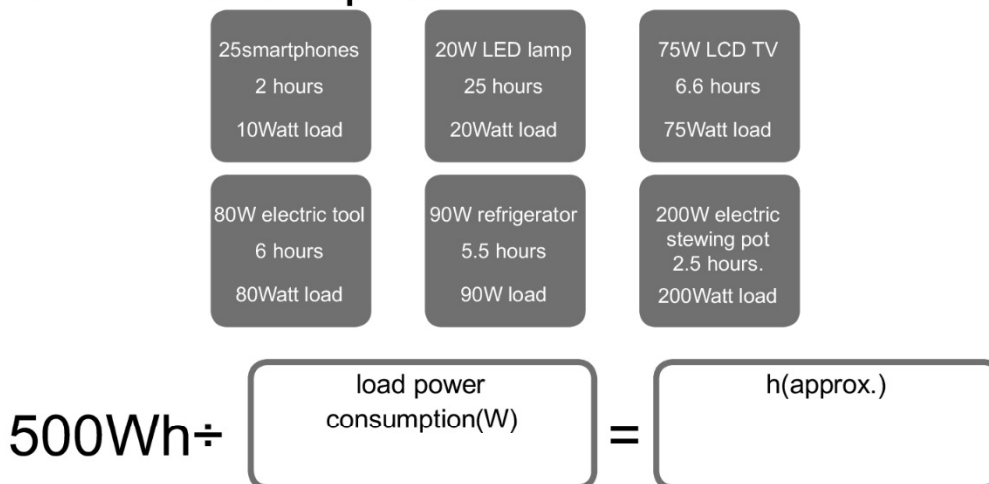 25smartphones
2 hours
10Watt load
20W LED lamp
25 hours
20Watt load
75W LCD TV
6.6 hours
75Watt load
80W electric tool
6 hours
80Watt load
90W refrigerator
5.5 hours
90W load
200W electric
stewing pot
2.5 hours.
200Watt load
500Wh÷
load power
consumption(W)
=
h(approx.)